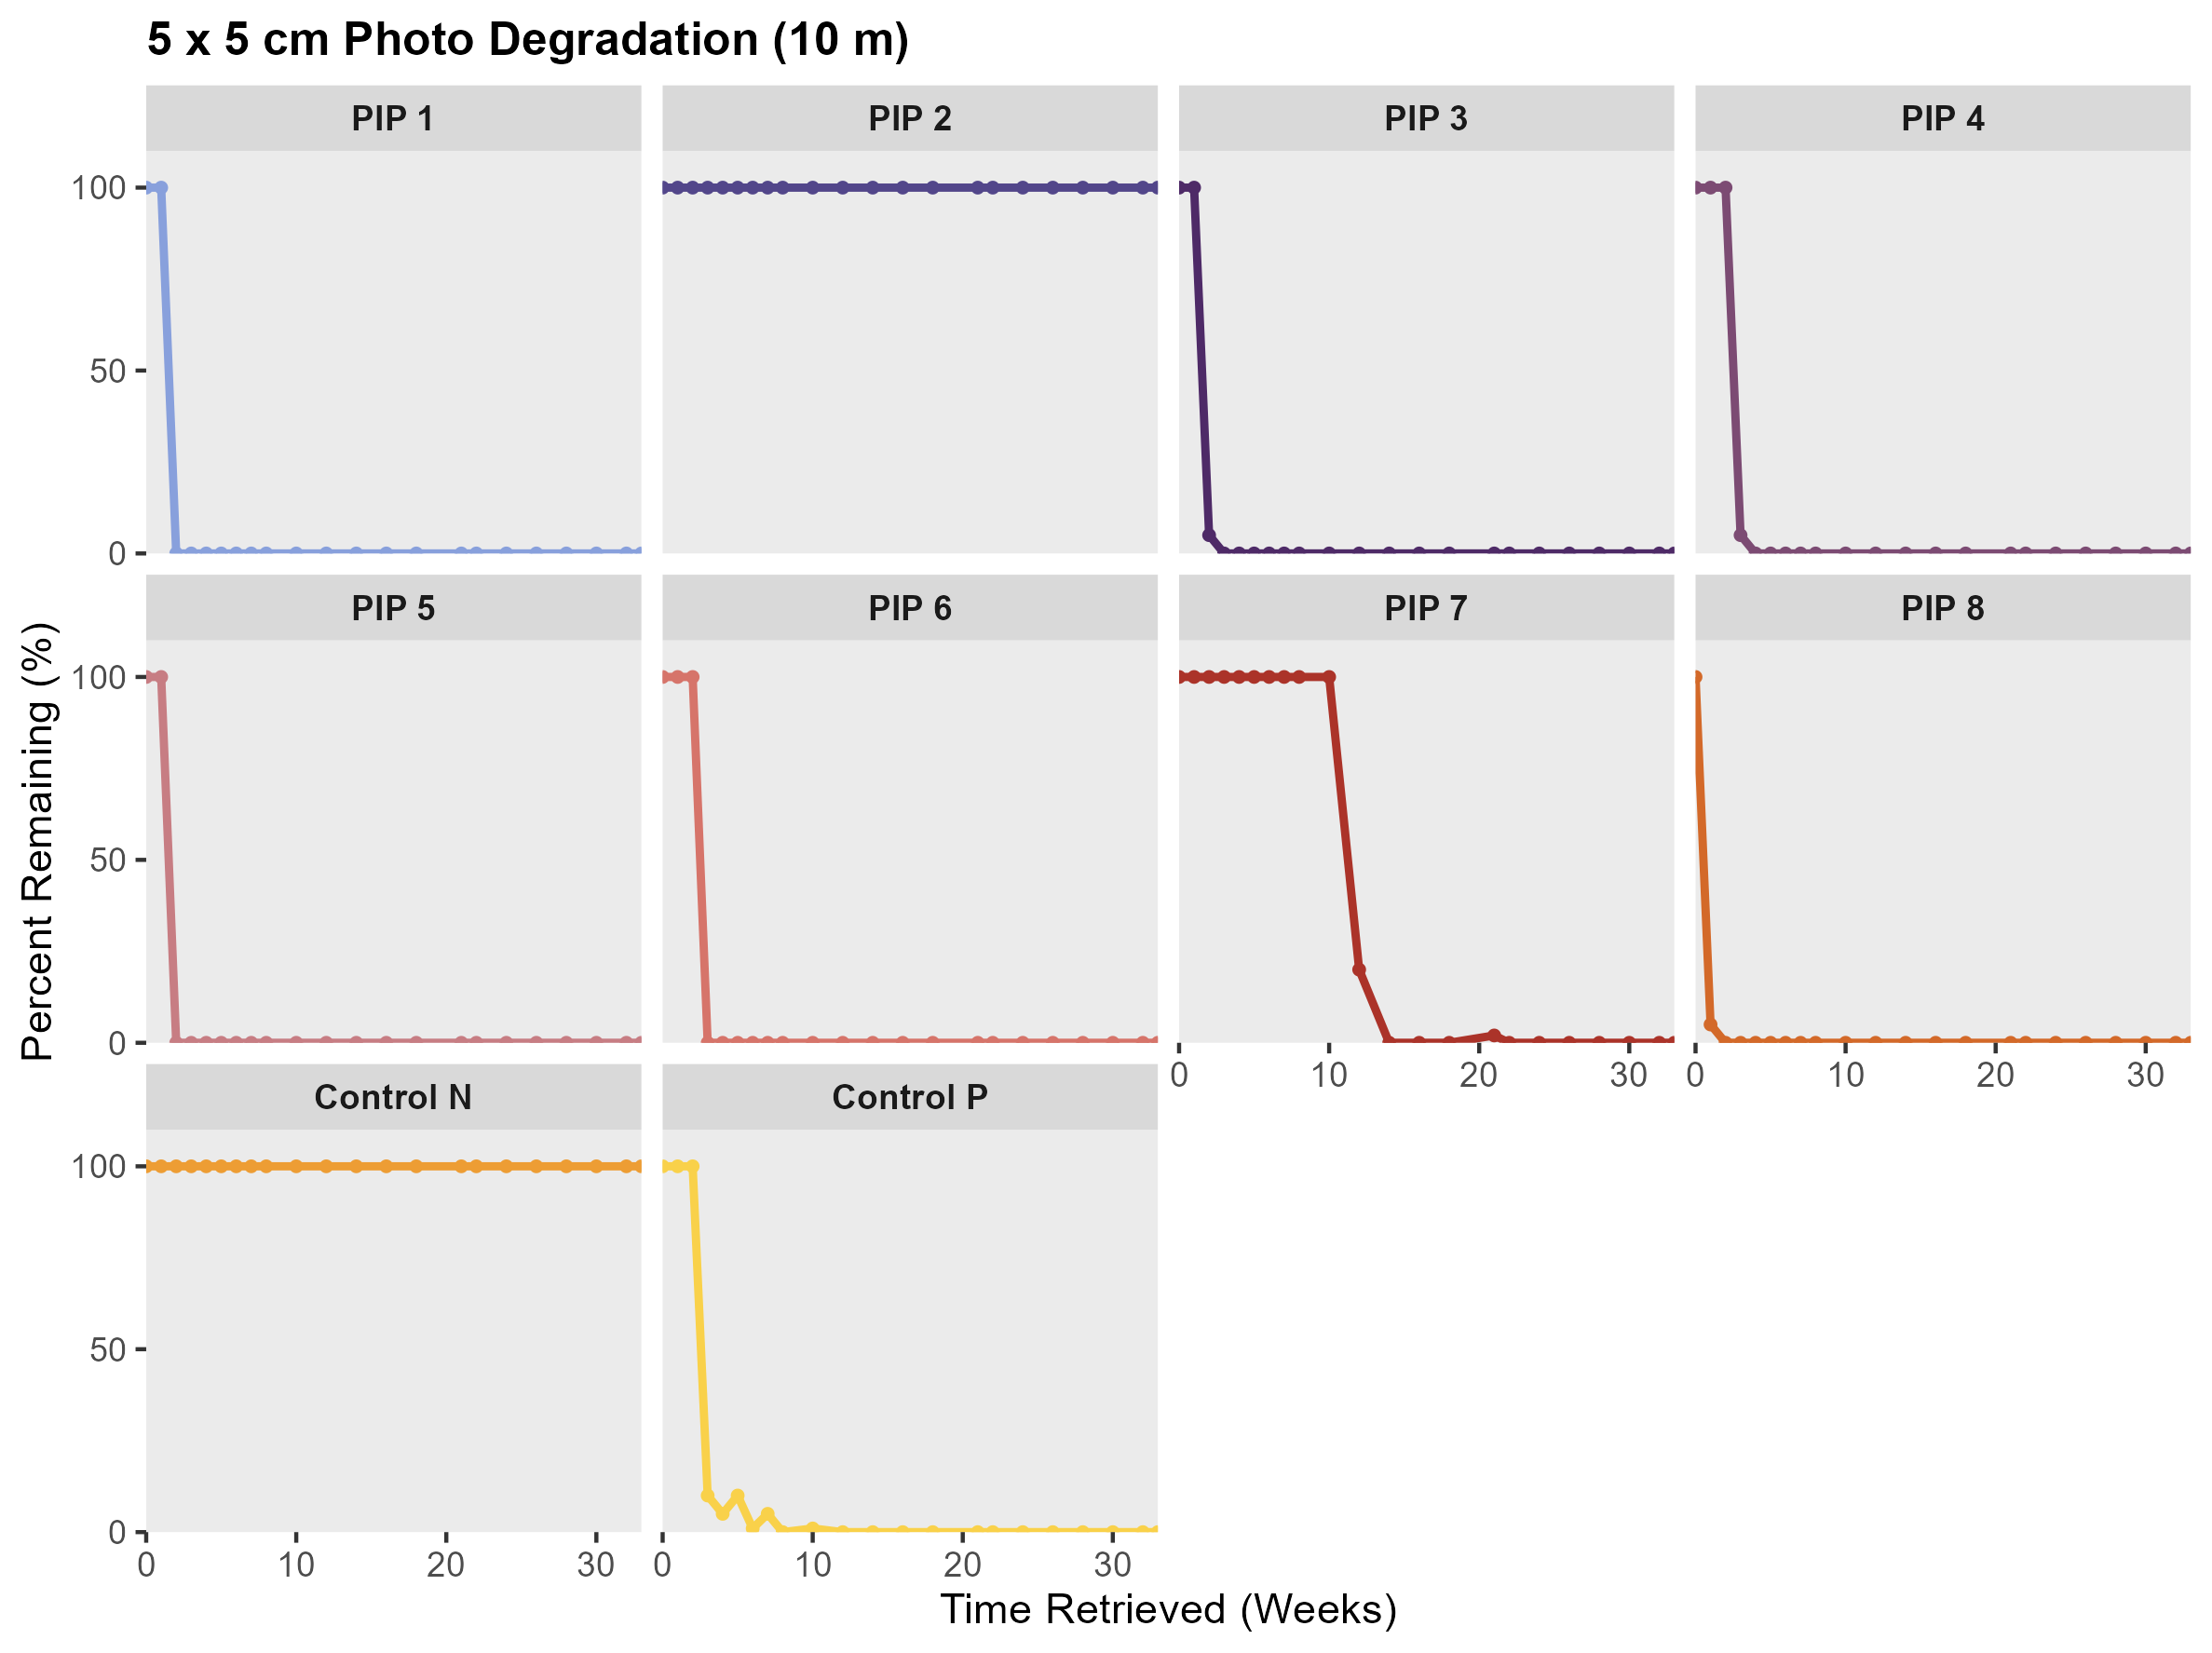 5 x 5 cm Photo Degradation (10 m)
PIP 1 PIP 2 PIP 3 PIP 4
100
50
0
PIP 5 PIP 6 PIP 7 PIP 8
100
50
0
0 10 20 30 0 10 20 30
Control N Control P
100
50
0
0 10 20 30 0 10 20 30
Time Retrieved (Weeks)
Percent Remaining (%)